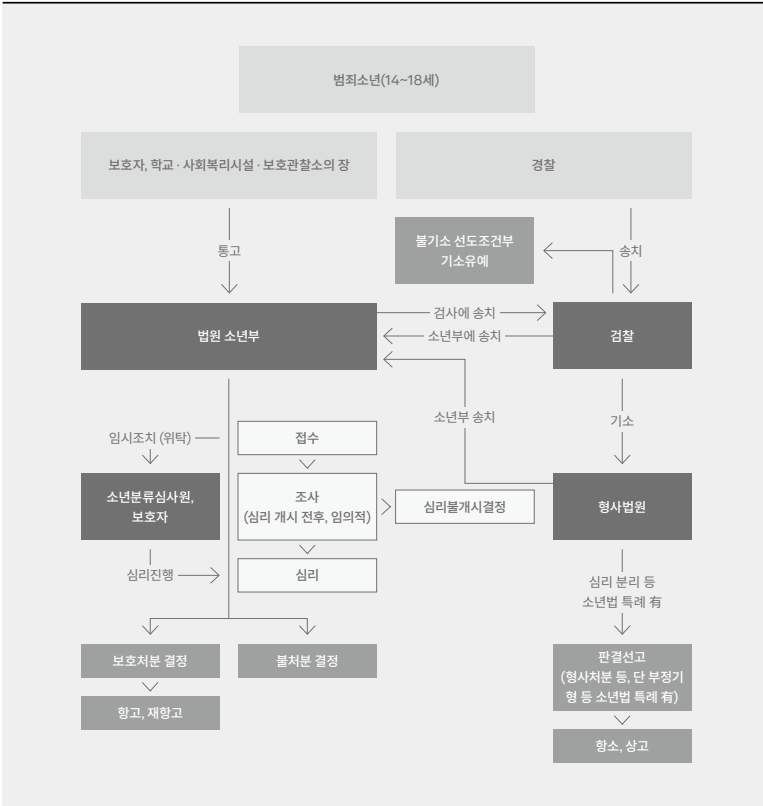 범죄소년(14~18세)
보호자, 학교 · 사회복리시설 · 보호관찰소의 장
경찰
통고
불기소 선도조건부
기소유예
송치
법원 소년부
검사에 송치
소년부에 송치
검찰
소년부 송치
기소
임시조치 (위탁)
접수
소년분류심사원,
보호자
조사
(심리 개시 전후, 임의적)
심리불개시결정
형사법원
심리진행
심리
심리 분리 등
소년법 특례 有
보호처분 결정
불처분 결정
판결선고
(형사처분 등, 단 부정기
형 등 소년법 특례 有)
항고, 재항고
항소, 상고